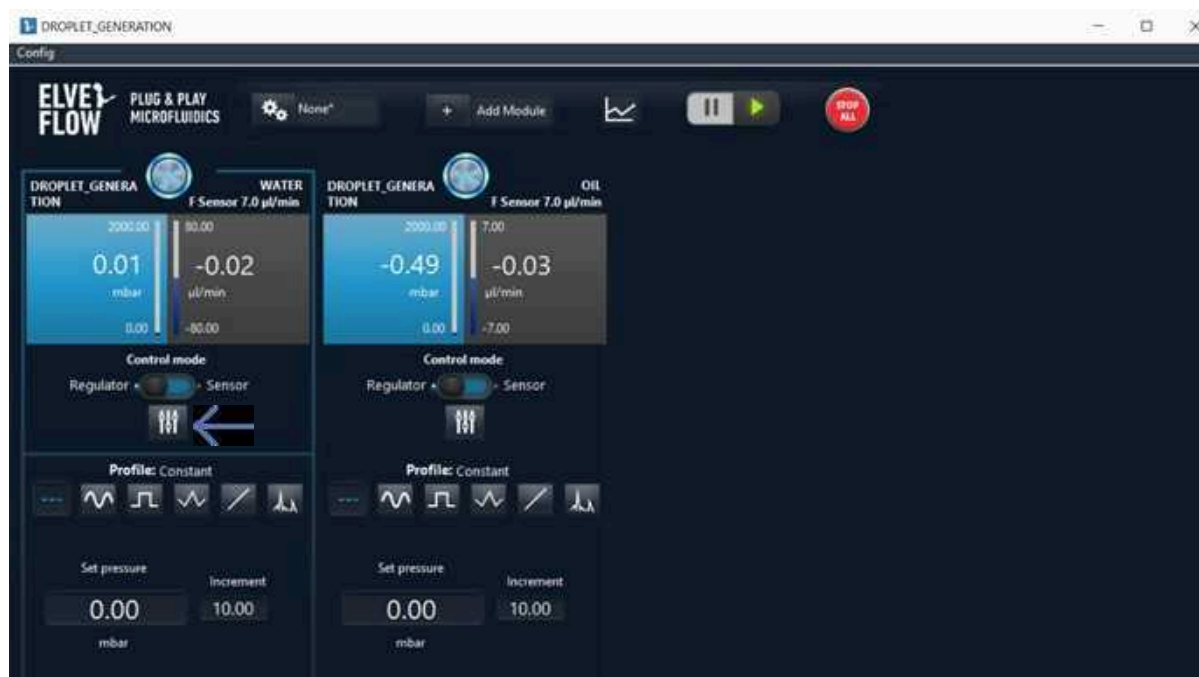 DROPLET_GENERATION
Config
ELVEFLOW
PLUG & PLAY
MICROFLUIDICS
None*
+ Add Module
STOP
ALL
DROPLET_GENERA
TION
WATER
F Sensor 7.0 µl/min
2000.00
80.00
0.01
-0.02
mbar
µl/min
0.00
-80.00
Control mode
Regulator
Sensor
Profile: Constant
Set pressure
Increment
0.00
10.00
mbar
DROPLET_GENERA
TION
OIL
F Sensor 7.0 µl/min
2000.00
7.00
-0.49
-0.03
mbar
µl/min
0.00
-7.00
Control mode
Regulator
Sensor
Profile: Constant
Set pressure
Increment
0.00
10.00
mbar